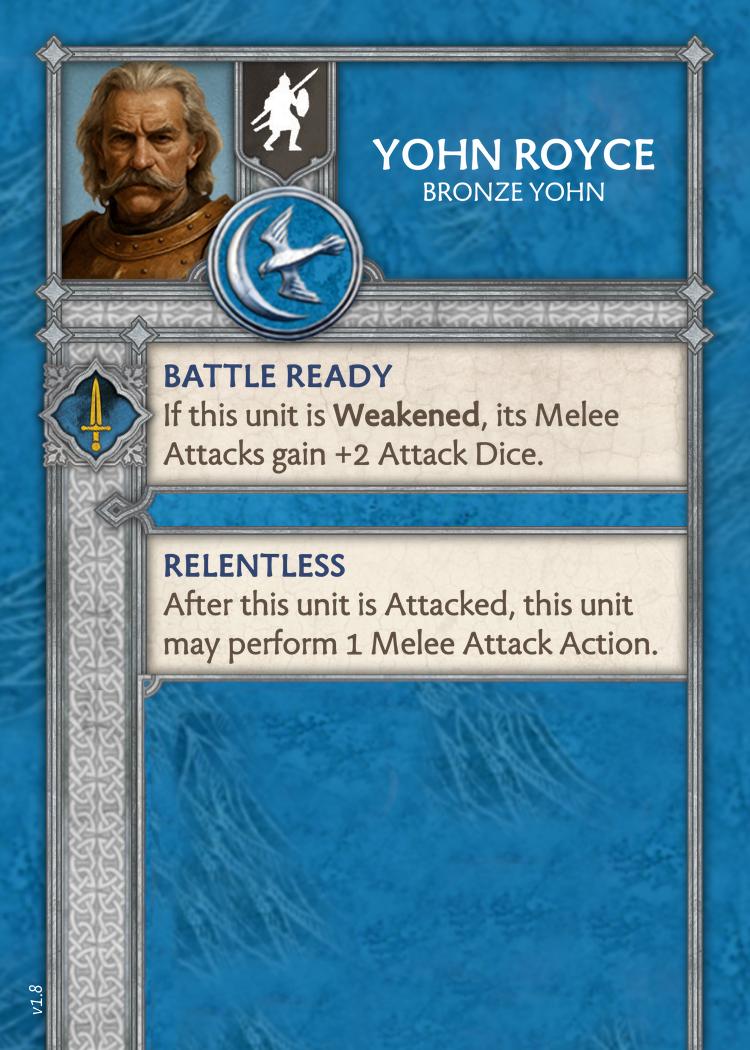 YOHN ROYCE
BRONZE YOHN
BATTLE READY
If this unit is Weakened, its Melee
Attacks gain +2 Attack Dice.
RELENTLESS
After this unit is Attacked, this unit
may perform 1 Melee Attack Action.
v1.8